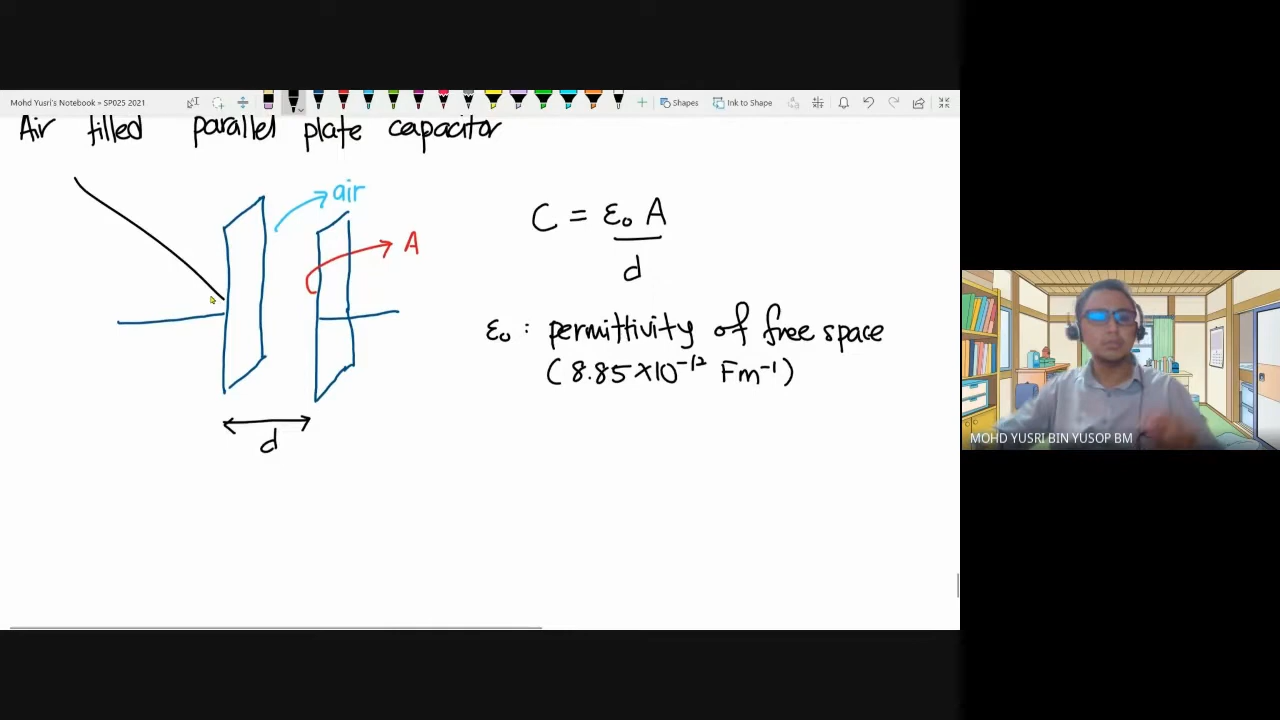 Mohd Yusri's Notebook » SP025 2021
Shapes
Ink to Shape
Air filled parallel plate capacitor
air
A
d
C = ε₀ A
d
ε₀ : permittivity of free space
(8.85×10⁻¹² Fm⁻¹)
MOHD YUSRI BIN YUSOP BM